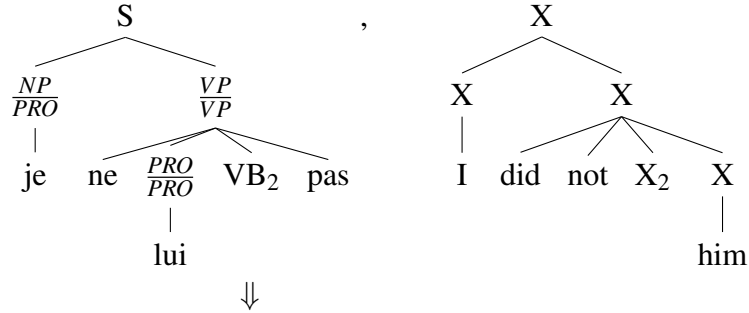 S , X
NP/PRO VP/VP X X
je ne PRO/PRO VB₂ pas I did not X₂ X
lui him
⇓